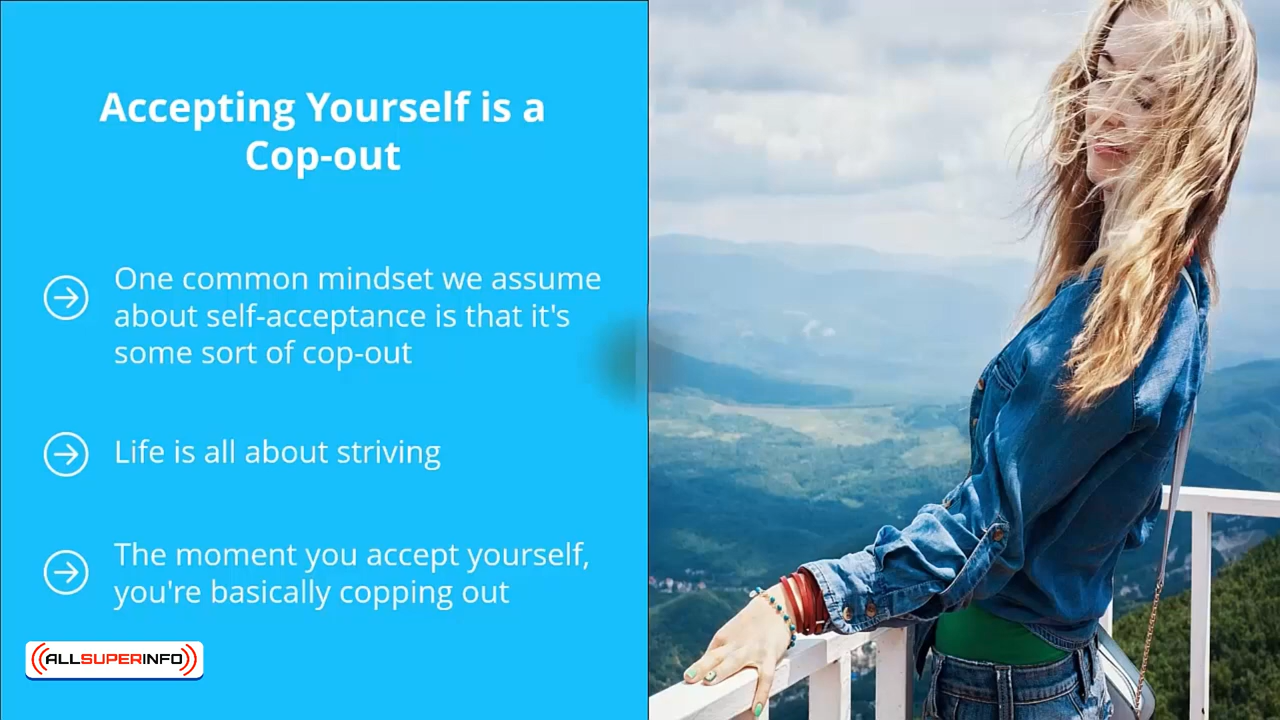 Accepting Yourself is a
Cop-out
One common mindset we assume
about self-acceptance is that it's
some sort of cop-out
Life is all about striving
The moment you accept yourself,
you're basically copping out
ALLSUPERINFO